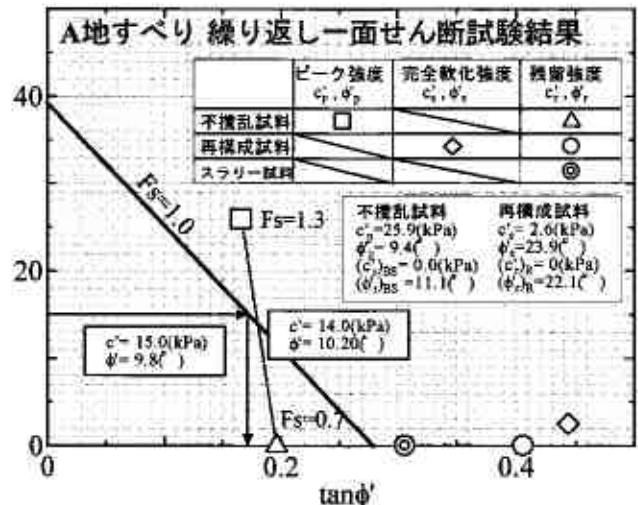 A地すべり 繰り返し一面せん断試験結果
ピーク強度 完全軟化強度 残留強度
c'p,φ'p c's,φ's c'r,φ'r
不攪乱試料
再構成試料
スラリー試料
不攪乱試料 再構成試料
c'p=25.9(kPa) c's=2.6(kPa)
φ'p= 9.4(°) φ's=23.9(°)
(c'r)BS= 0.0(kPa) (c'r)R= 0(kPa)
(φ'r)BS=11.1(°) (φ'r)R=22.1(°)
Fs=1.0
Fs=1.3
c'= 15.0(kPa)
φ'= 9.8(°)
c'= 14.0(kPa)
φ'= 10.20(°)
Fs=0.7
40
20
0
0 0.2 0.4
tanφ'